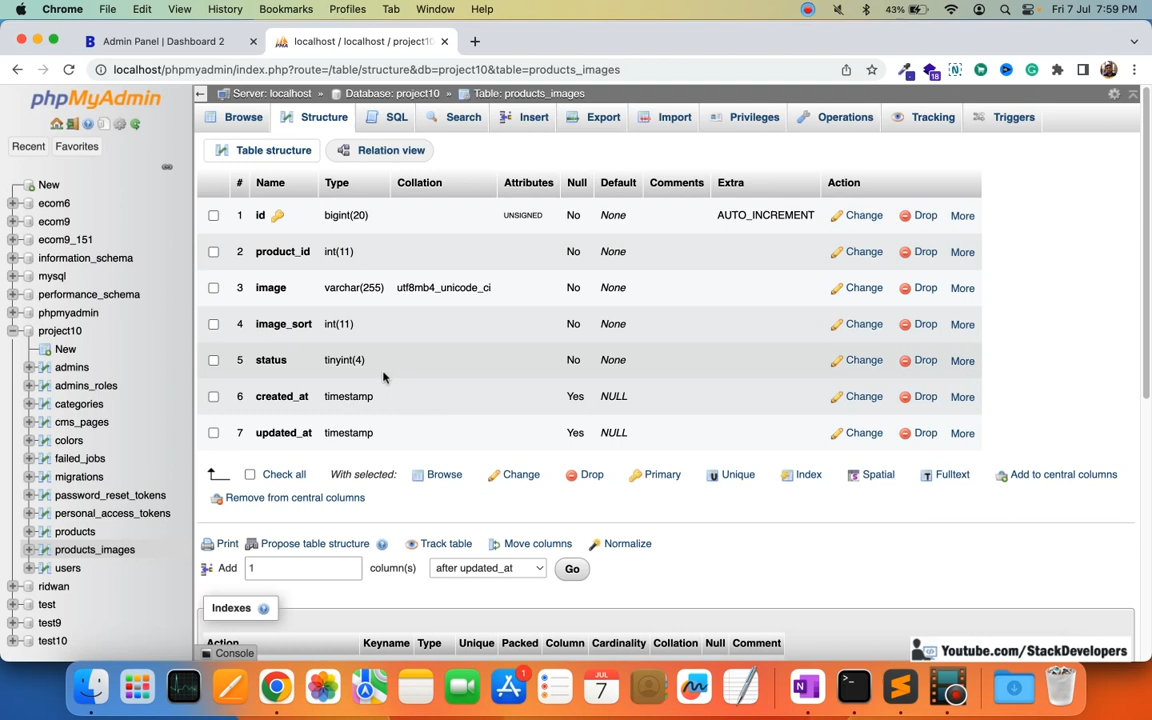 Chrome File Edit View History Bookmarks Profiles Tab Window Help 43% Fri 7 Jul 7:59 PM
B Admin Panel | Dashboard 2 localhost / localhost / project10
localhost/phpmyadmin/index.php?route=/table/structure&db=project10&table=products_images
phpMyAdmin
Recent Favorites
New
ecom6
ecom9
ecom9_151
information_schema
mysql
performance_schema
phpmyadmin
project10
New
admins
admins_roles
categories
cms_pages
colors
failed_jobs
migrations
password_reset_tokens
personal_access_tokens
products
products_images
users
ridwan
test
test9
test10
Server: localhost » Database: project10 » Table: products_images
Browse Structure SQL Search Insert Export Import Privileges Operations Tracking Triggers
Table structure Relation view
# Name Type Collation Attributes Null Default Comments Extra Action
1 id bigint(20) UNSIGNED No None AUTO_INCREMENT Change Drop More
2 product_id int(11) No None Change Drop More
3 image varchar(255) utf8mb4_unicode_ci No None Change Drop More
4 image_sort int(11) No None Change Drop More
5 status tinyint(4) No None Change Drop More
6 created_at timestamp Yes NULL Change Drop More
7 updated_at timestamp Yes NULL Change Drop More
Check all With selected: Browse Change Drop Primary Unique Index Spatial Fulltext Add to central columns
Remove from central columns
Print Propose table structure Track table Move columns Normalize
Add 1 column(s) after updated_at Go
Indexes
Action Keyname Type Unique Packed Column Cardinality Collation Null Comment
Console
Youtube.com/StackDevelopers
JUL
7